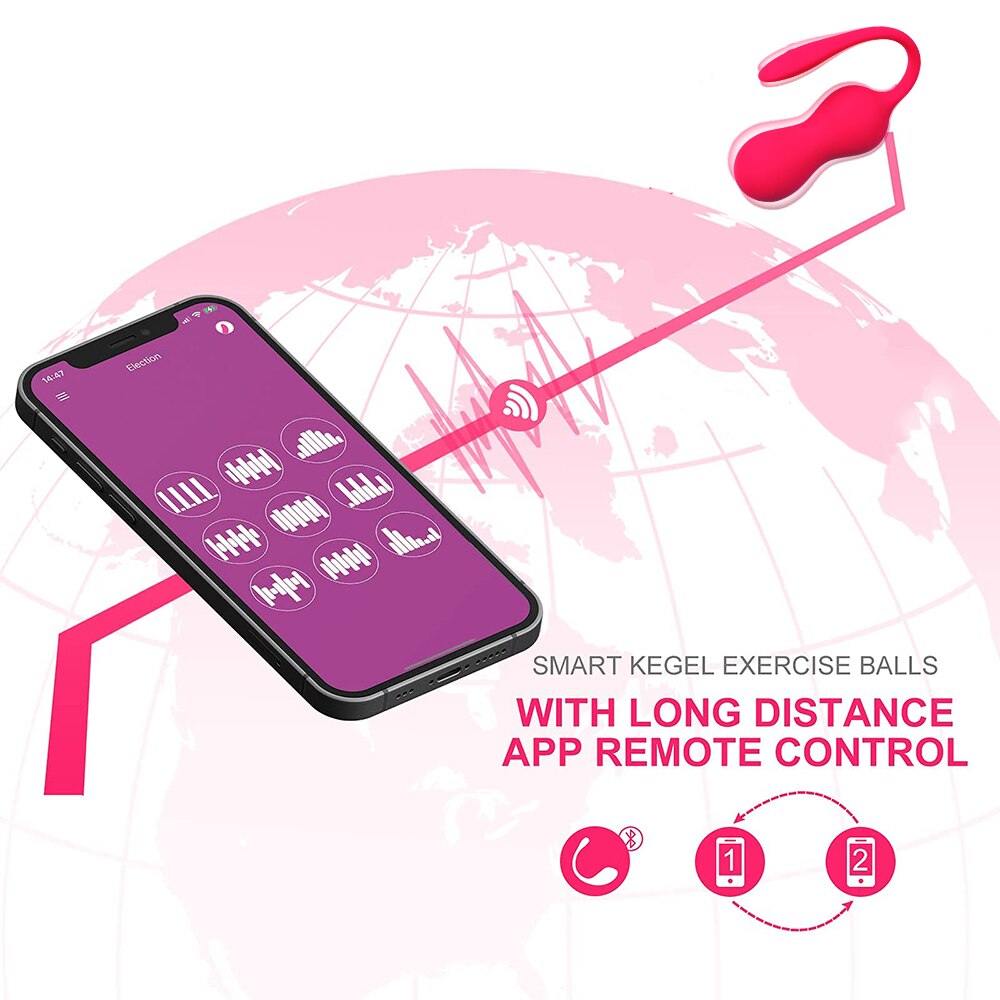 14:47
Election
SMART KEGEL EXERCISE BALLS
WITH LONG DISTANCE
APP REMOTE CONTROL
1
2